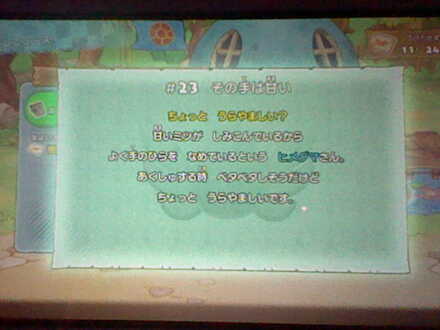 #23 その手は甘い
ちょっと うらやましい?
甘いミツが しみこんでいるから
よく手のひらを なめているという ヒメグマさん。
あくしゅする時 ベタベタしそうだけど
ちょっと うらやましいです。